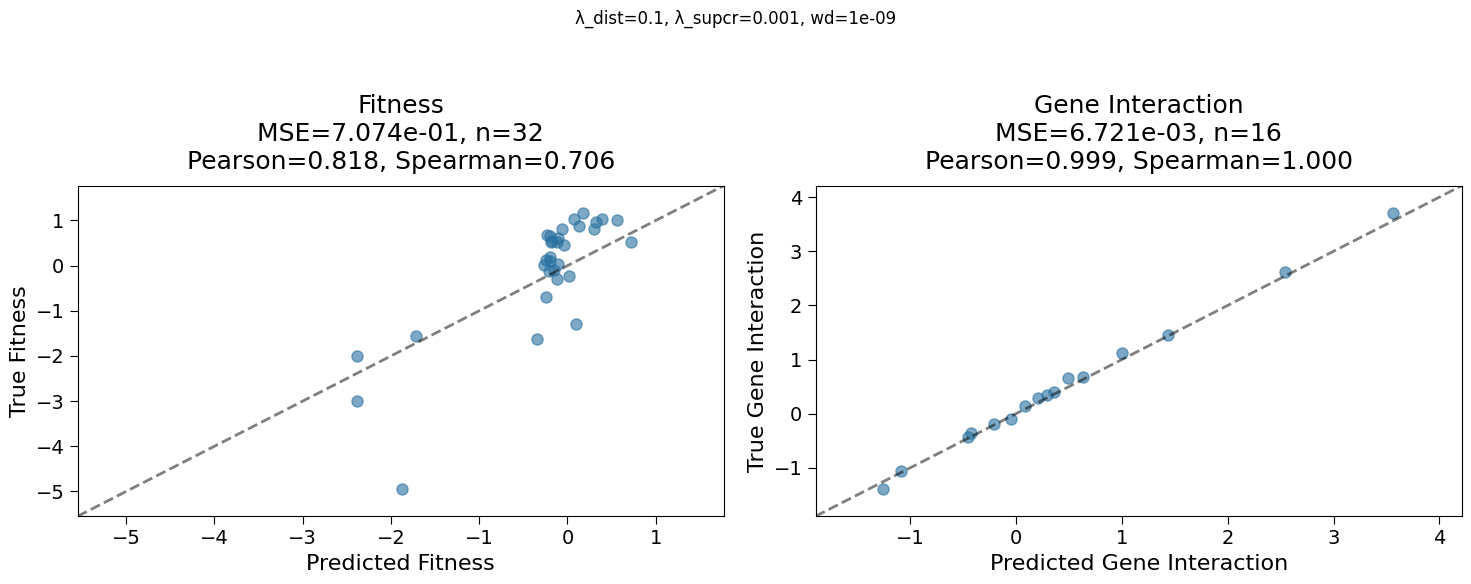 λ_dist=0.1, λ_supcr=0.001, wd=1e-09
Fitness
MSE=7.074e-01, n=32
Pearson=0.818, Spearman=0.706
True Fitness
1
0
−1
−2
−3
−4
−5
−5
−4
−3
−2
−1
0
1
Predicted Fitness
Gene Interaction
MSE=6.721e-03, n=16
Pearson=0.999, Spearman=1.000
True Gene Interaction
4
3
2
1
0
−1
−1
0
1
2
3
4
Predicted Gene Interaction